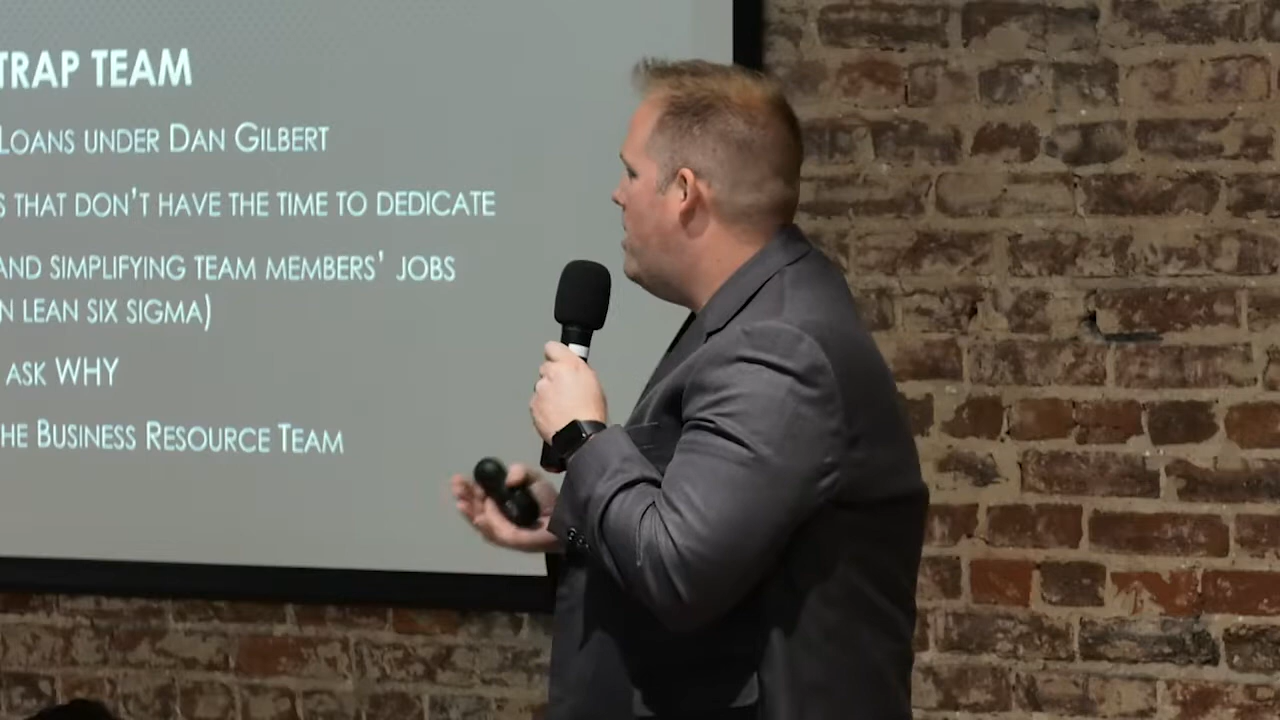 TRAP TEAM
LOANS UNDER DAN GILBERT
S THAT DON'T HAVE THE TIME TO DEDICATE
AND SIMPLIFYING TEAM MEMBERS' JOBS
N LEAN SIX SIGMA)
ASK WHY
HE BUSINESS RESOURCE TEAM